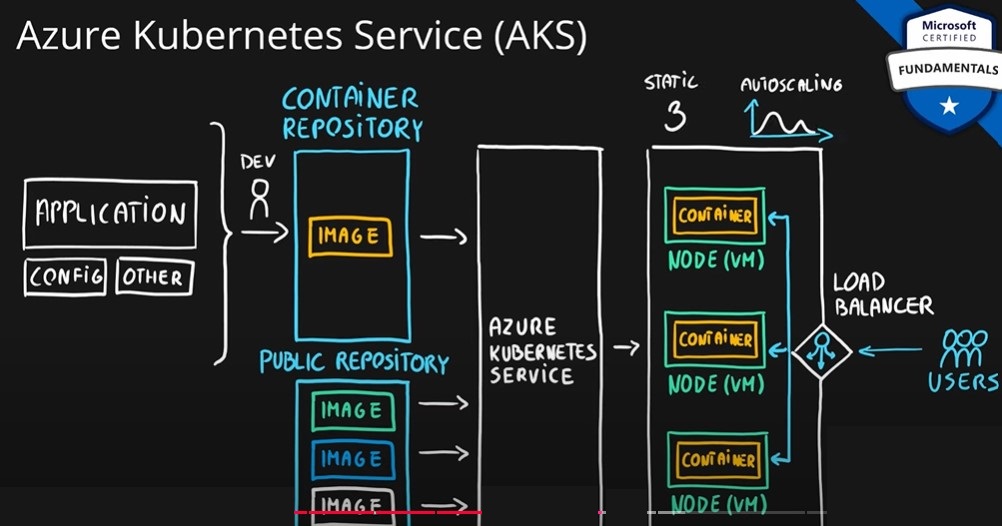 Azure Kubernetes Service (AKS)
Microsoft
CERTIFIED
FUNDAMENTALS
STATIC
3
AUTOSCALING
CONTAINER
REPOSITORY
DEV
APPLICATION
CONFIG
OTHER
IMAGE
PUBLIC REPOSITORY
IMAGE
IMAGE
IMAGE
AZURE
KUBERNETES
SERVICE
CONTAINER
NODE (VM)
CONTAINER
NODE (VM)
CONTAINER
NODE (VM)
LOAD
BALANCER
USERS